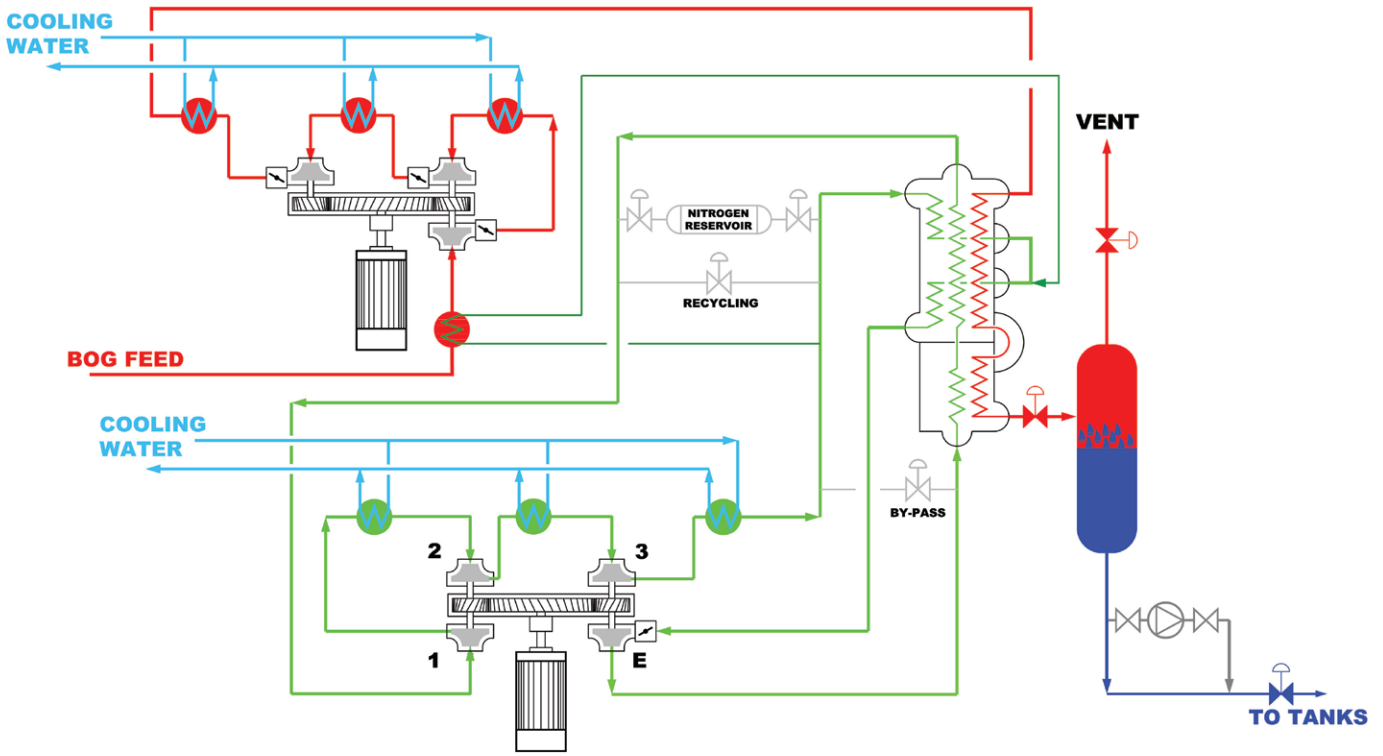 COOLING
WATER
VENT
NITROGEN
RESERVOIR
RECYCLING
BOG FEED
COOLING
WATER
BY-PASS
2
3
1
E
TO TANKS